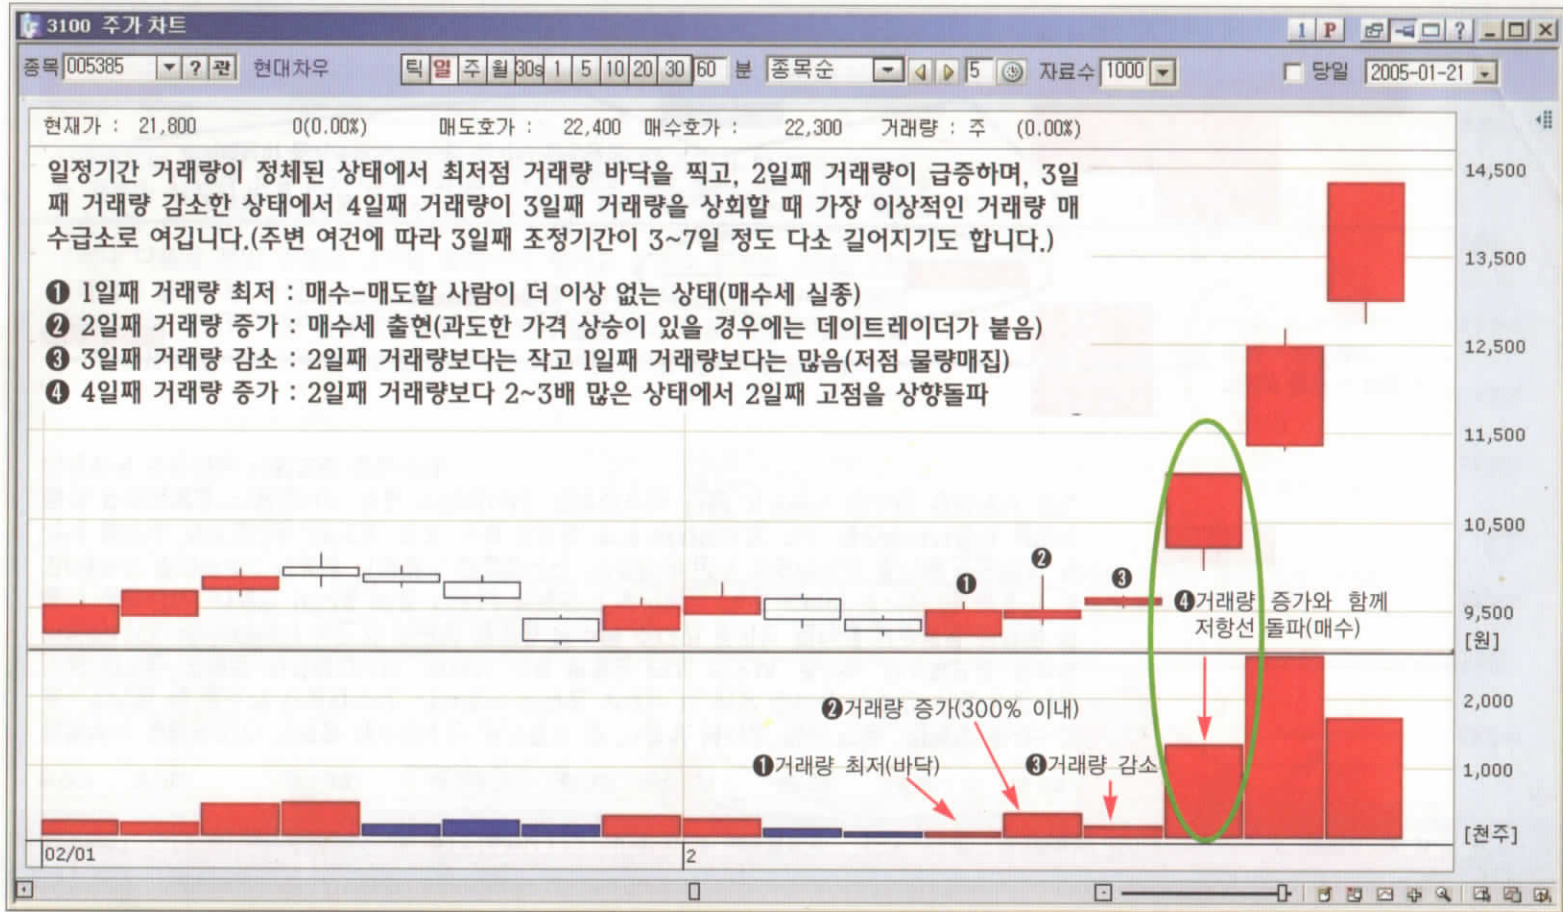 3100 주가 차트
1 P ?
종목 005385 ? 관 현대차우 틱 일 주 월 30s 1 5 10 20 30 60 분 종목순 5 자료수 1000 당일 2005-01-21
현재가 : 21,800 0(0.00%) 매도호가 : 22,400 매수호가 : 22,300 거래량 : 주 (0.00%)
일정기간 거래량이 정체된 상태에서 최저점 거래량 바닥을 찍고, 2일째 거래량이 급증하며, 3일
째 거래량 감소한 상태에서 4일째 거래량이 3일째 거래량을 상회할 때 가장 이상적인 거래량 매
수급소로 여깁니다.(주변 여건에 따라 3일째 조정기간이 3~7일 정도 다소 길어지기도 합니다.)
❶ 1일째 거래량 최저 : 매수-매도할 사람이 더 이상 없는 상태(매수세 실종)
❷ 2일째 거래량 증가 : 매수세 출현(과도한 가격 상승이 있을 경우에는 데이트레이더가 붙음)
❸ 3일째 거래량 감소 : 2일째 거래량보다는 작고 1일째 거래량보다는 많음(저점 물량매집)
❹ 4일째 거래량 증가 : 2일째 거래량보다 2~3배 많은 상태에서 2일째 고점을 상향돌파
14,500
13,500
12,500
11,500
10,500
9,500
[원]
❶
❷
❸
❹거래량 증가와 함께
저항선 돌파(매수)
❷거래량 증가(300% 이내)
❶거래량 최저(바닥)
❸거래량 감소
2,000
1,000
[천주]
02/01
2